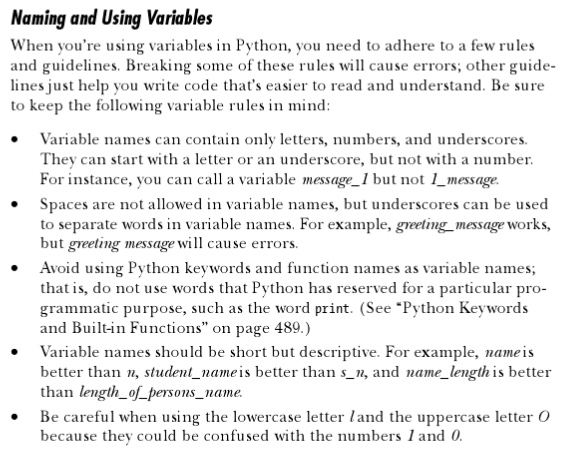 Naming and Using Variables
When you're using variables in Python, you need to adhere to a few rules
and guidelines. Breaking some of these rules will cause errors; other guide-
lines just help you write code that's easier to read and understand. Be sure
to keep the following variable rules in mind:
• Variable names can contain only letters, numbers, and underscores.
They can start with a letter or an underscore, but not with a number.
For instance, you can call a variable message_1 but not 1_message.
• Spaces are not allowed in variable names, but underscores can be used
to separate words in variable names. For example, greeting_message works,
but greeting message will cause errors.
• Avoid using Python keywords and function names as variable names;
that is, do not use words that Python has reserved for a particular pro-
grammatic purpose, such as the word print. (See “Python Keywords
and Built-in Functions” on page 489.)
• Variable names should be short but descriptive. For example, name is
better than n, student_name is better than s_n, and name_length is better
than length_of_persons_name.
• Be careful when using the lowercase letter l and the uppercase letter O
because they could be confused with the numbers 1 and 0.